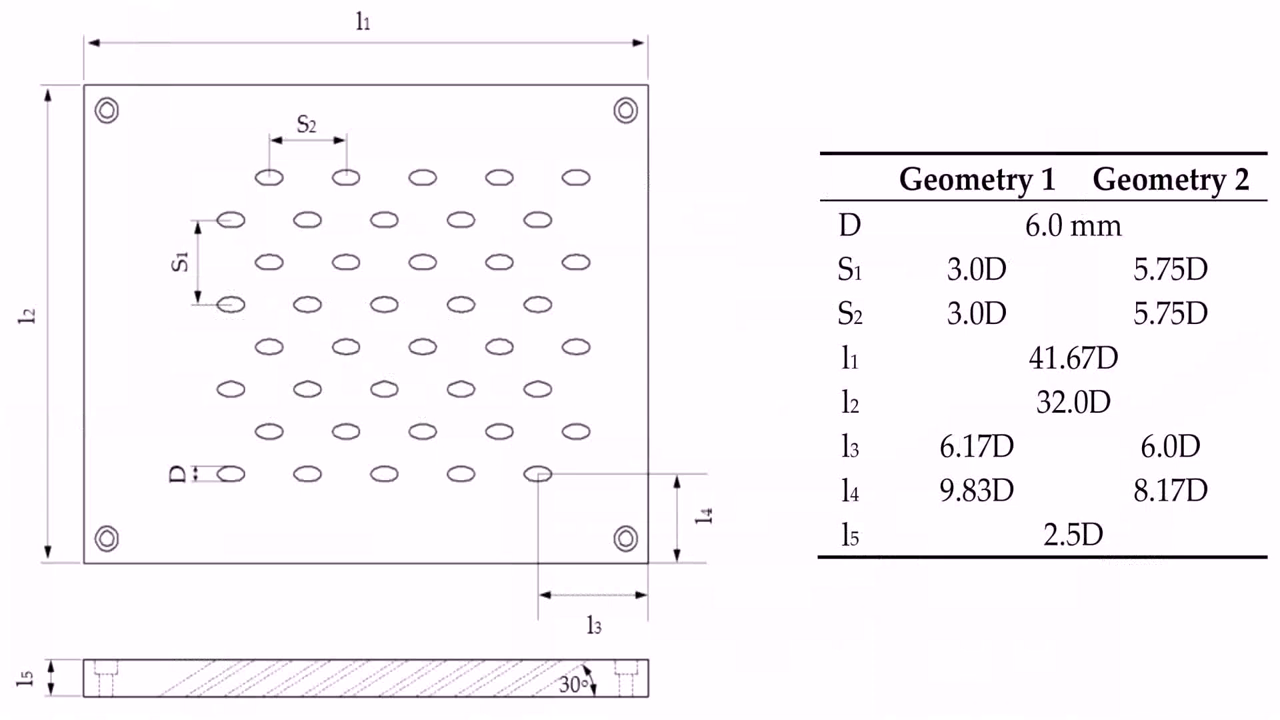 l1
S2
S1
l2
D
l4
l3
l5
30°
Geometry 1 Geometry 2
D 6.0 mm
S1 3.0D 5.75D
S2 3.0D 5.75D
l1 41.67D
l2 32.0D
l3 6.17D 6.0D
l4 9.83D 8.17D
l5 2.5D